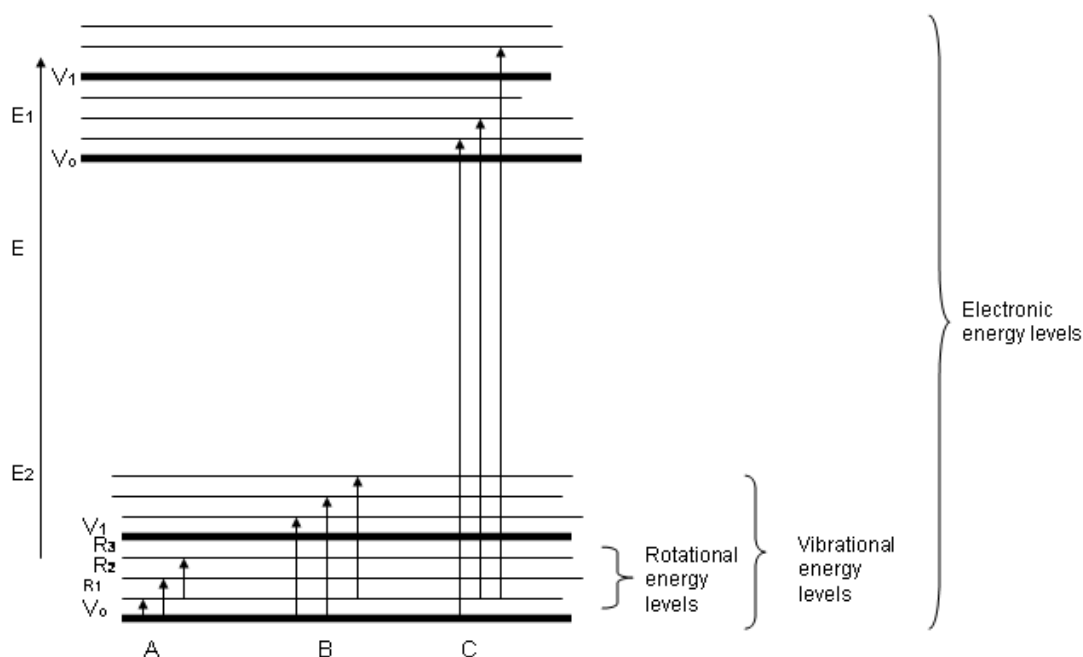 V1
E1
Vo
E
E2
V1
R3
R2
R1
Vo
A
B
C
Rotational
energy
levels
Vibrational
energy
levels
Electronic
energy levels